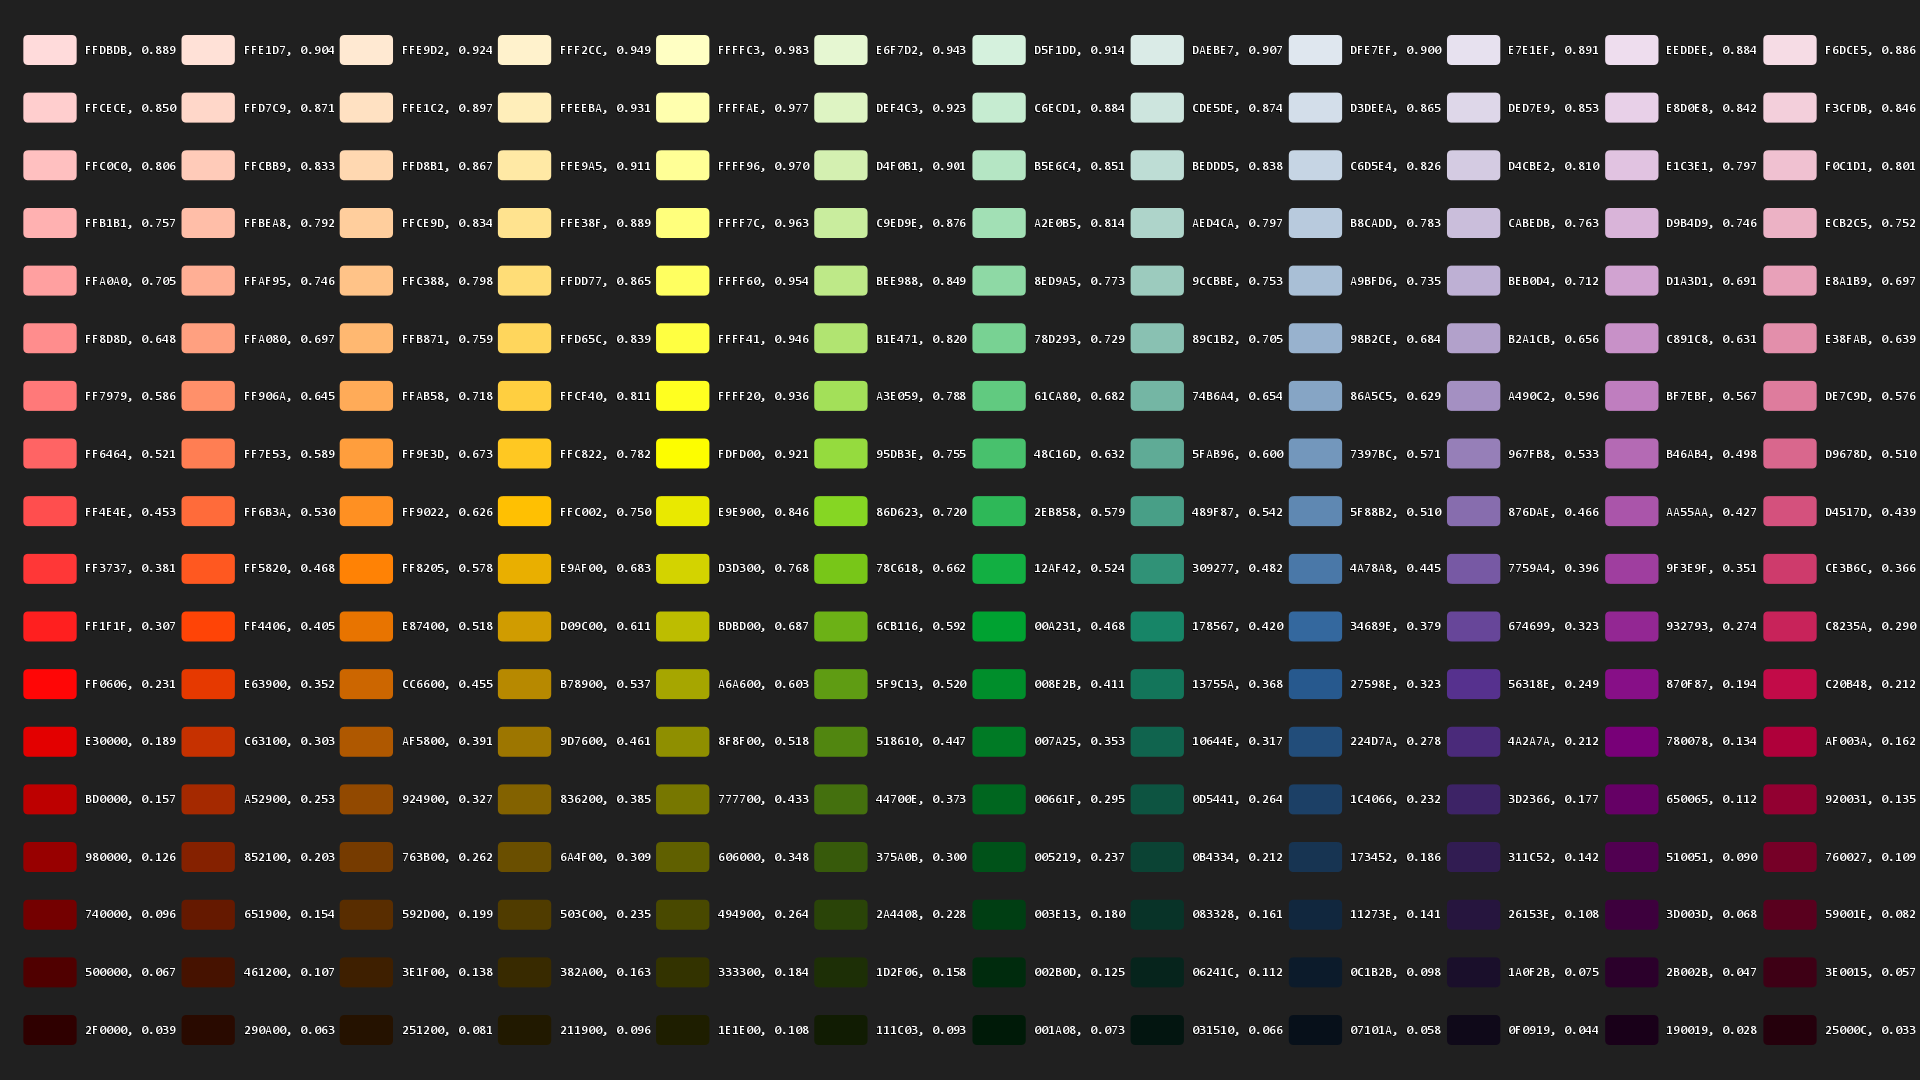 FFDBDB, 0.889 FFE1D7, 0.904 FFE9D2, 0.924 FFF2CC, 0.949 FFFFC3, 0.983 E6F7D2, 0.943 D5F1DD, 0.914 DAEBE7, 0.907 DFE7EF, 0.900 E7E1EF, 0.891 EEDDEE, 0.884 F6DCE5, 0.886
FFCECE, 0.850 FFD7C9, 0.871 FFE1C2, 0.897 FFEEBA, 0.931 FFFFAE, 0.977 DEF4C3, 0.923 C6ECD1, 0.884 CDE5DE, 0.874 D3DEEA, 0.865 DED7E9, 0.853 E8D0E8, 0.842 F3CFDB, 0.846
FFC0C0, 0.806 FFCBB9, 0.833 FFD8B1, 0.867 FFE9A5, 0.911 FFFF96, 0.970 D4F0B1, 0.901 B5E6C4, 0.851 BEDDD5, 0.838 C6D5E4, 0.826 D4CBE2, 0.810 E1C3E1, 0.797 F0C1D1, 0.801
FFB1B1, 0.757 FFBEA8, 0.792 FFCE9D, 0.834 FFE38F, 0.889 FFFF7C, 0.963 C9ED9E, 0.876 A2E0B5, 0.814 AED4CA, 0.797 B8CADD, 0.783 CABEDB, 0.763 D9B4D9, 0.746 ECB2C5, 0.752
FFA0A0, 0.705 FFAF95, 0.746 FFC388, 0.798 FFDD77, 0.865 FFFF60, 0.954 BEE988, 0.849 8ED9A5, 0.773 9CCBBE, 0.753 A9BFD6, 0.735 BEB0D4, 0.712 D1A3D1, 0.691 E8A1B9, 0.697
FF8D8D, 0.648 FFA080, 0.697 FFB871, 0.759 FFD65C, 0.839 FFFF41, 0.946 B1E471, 0.820 78D293, 0.729 89C1B2, 0.705 98B2CE, 0.684 B2A1CB, 0.656 C891C8, 0.631 E38FAB, 0.639
FF7979, 0.586 FF906A, 0.645 FFAB58, 0.718 FFCF40, 0.811 FFFF20, 0.936 A3E059, 0.788 61CA80, 0.682 74B6A4, 0.654 86A5C5, 0.629 A490C2, 0.596 BF7EBF, 0.567 DE7C9D, 0.576
FF6464, 0.521 FF7E53, 0.589 FF9E3D, 0.673 FFC822, 0.782 FDFD00, 0.921 95DB3E, 0.755 48C16D, 0.632 5FAB96, 0.600 7397BC, 0.571 967FB8, 0.533 B46AB4, 0.498 D9678D, 0.510
FF4E4E, 0.453 FF6B3A, 0.530 FF9022, 0.626 FFC002, 0.750 E9E900, 0.846 86D623, 0.720 2EB858, 0.579 489F87, 0.542 5F88B2, 0.510 876DAE, 0.466 AA55AA, 0.427 D4517D, 0.439
FF3737, 0.381 FF5820, 0.468 FF8205, 0.578 E9AF00, 0.683 D3D300, 0.768 78C618, 0.662 12AF42, 0.524 309277, 0.482 4A78A8, 0.445 7759A4, 0.396 9F3E9F, 0.351 CE3B6C, 0.366
FF1F1F, 0.307 FF4406, 0.405 E87400, 0.518 D09C00, 0.611 BDBD00, 0.687 6CB116, 0.592 00A231, 0.468 178567, 0.420 34689E, 0.379 674699, 0.323 932793, 0.274 C8235A, 0.290
FF0606, 0.231 E63900, 0.352 CC6600, 0.455 B78900, 0.537 A6A600, 0.603 5F9C13, 0.520 008E2B, 0.411 13755A, 0.368 27598E, 0.323 56318E, 0.249 870F87, 0.194 C20B48, 0.212
E30000, 0.189 C63100, 0.303 AF5800, 0.391 9D7600, 0.461 8F8F00, 0.518 518610, 0.447 007A25, 0.353 10644E, 0.317 224D7A, 0.278 4A2A7A, 0.212 780078, 0.134 AF003A, 0.162
BD0000, 0.157 A52900, 0.253 924900, 0.327 836200, 0.385 777700, 0.433 44700E, 0.373 00661F, 0.295 0D5441, 0.264 1C4066, 0.232 3D2366, 0.177 650065, 0.112 920031, 0.135
980000, 0.126 852100, 0.203 763B00, 0.262 6A4F00, 0.309 606000, 0.348 375A0B, 0.300 005219, 0.237 0B4334, 0.212 173452, 0.186 311C52, 0.142 510051, 0.090 760027, 0.109
740000, 0.096 651900, 0.154 592D00, 0.199 503C00, 0.235 494900, 0.264 2A4408, 0.228 003E13, 0.180 083328, 0.161 11273E, 0.141 26153E, 0.108 3D003D, 0.068 59001E, 0.082
500000, 0.067 461200, 0.107 3E1F00, 0.138 382A00, 0.163 333300, 0.184 1D2F06, 0.158 002B0D, 0.125 06241C, 0.112 0C1B2B, 0.098 1A0F2B, 0.075 2B002B, 0.047 3E0015, 0.057
2F0000, 0.039 290A00, 0.063 251200, 0.081 211900, 0.096 1E1E00, 0.108 111C03, 0.093 001A08, 0.073 031510, 0.066 07101A, 0.058 0F0919, 0.044 190019, 0.028 25000C, 0.033